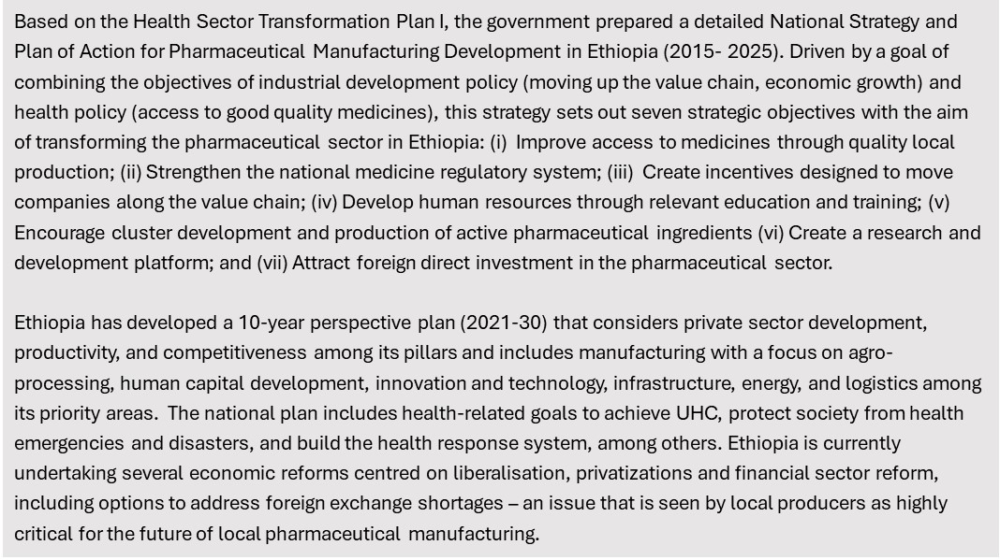 Based on the Health Sector Transformation Plan I, the government prepared a detailed National Strategy and
Plan of Action for Pharmaceutical Manufacturing Development in Ethiopia (2015- 2025). Driven by a goal of
combining the objectives of industrial development policy (moving up the value chain, economic growth) and
health policy (access to good quality medicines), this strategy sets out seven strategic objectives with the aim
of transforming the pharmaceutical sector in Ethiopia: (i) Improve access to medicines through quality local
production; (ii) Strengthen the national medicine regulatory system; (iii) Create incentives designed to move
companies along the value chain; (iv) Develop human resources through relevant education and training; (v)
Encourage cluster development and production of active pharmaceutical ingredients (vi) Create a research and
development platform; and (vii) Attract foreign direct investment in the pharmaceutical sector.

Ethiopia has developed a 10-year perspective plan (2021-30) that considers private sector development,
productivity, and competitiveness among its pillars and includes manufacturing with a focus on agro-
processing, human capital development, innovation and technology, infrastructure, energy, and logistics among
its priority areas. The national plan includes health-related goals to achieve UHC, protect society from health
emergencies and disasters, and build the health response system, among others. Ethiopia is currently
undertaking several economic reforms centred on liberalisation, privatizations and financial sector reform,
including options to address foreign exchange shortages – an issue that is seen by local producers as highly
critical for the future of local pharmaceutical manufacturing.